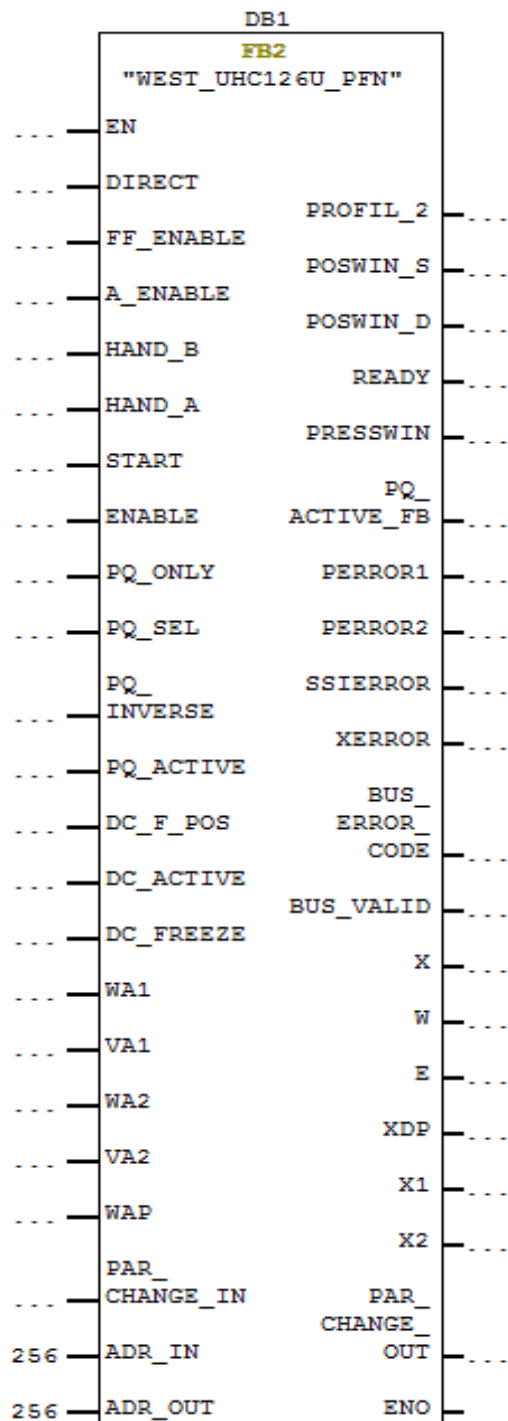 DB1
FB2
"WEST_UHC126U_PFN"
... EN
... DIRECT
PROFIL_2 ...
... FF_ENABLE
POSWIN_S ...
... A_ENABLE
POSWIN_D ...
... HAND_B
READY ...
... HAND_A
PRESSWIN ...
... START
PQ_
ACTIVE_FB ...
... ENABLE
... PQ_ONLY
PERROR1 ...
... PQ_SEL
PERROR2 ...
PQ_
... INVERSE
SSIERROR ...
XERROR ...
... PQ_ACTIVE
BUS_
ERROR_
CODE ...
... DC_F_POS
... DC_ACTIVE
BUS_VALID ...
... DC_FREEZE
X ...
... WA1
W ...
... VA1
E ...
... WA2
XDP ...
... VA2
X1 ...
... WAP
X2 ...
PAR_
... CHANGE_IN
PAR_
CHANGE_
OUT ...
256 ADR_IN
256 ADR_OUT
ENO